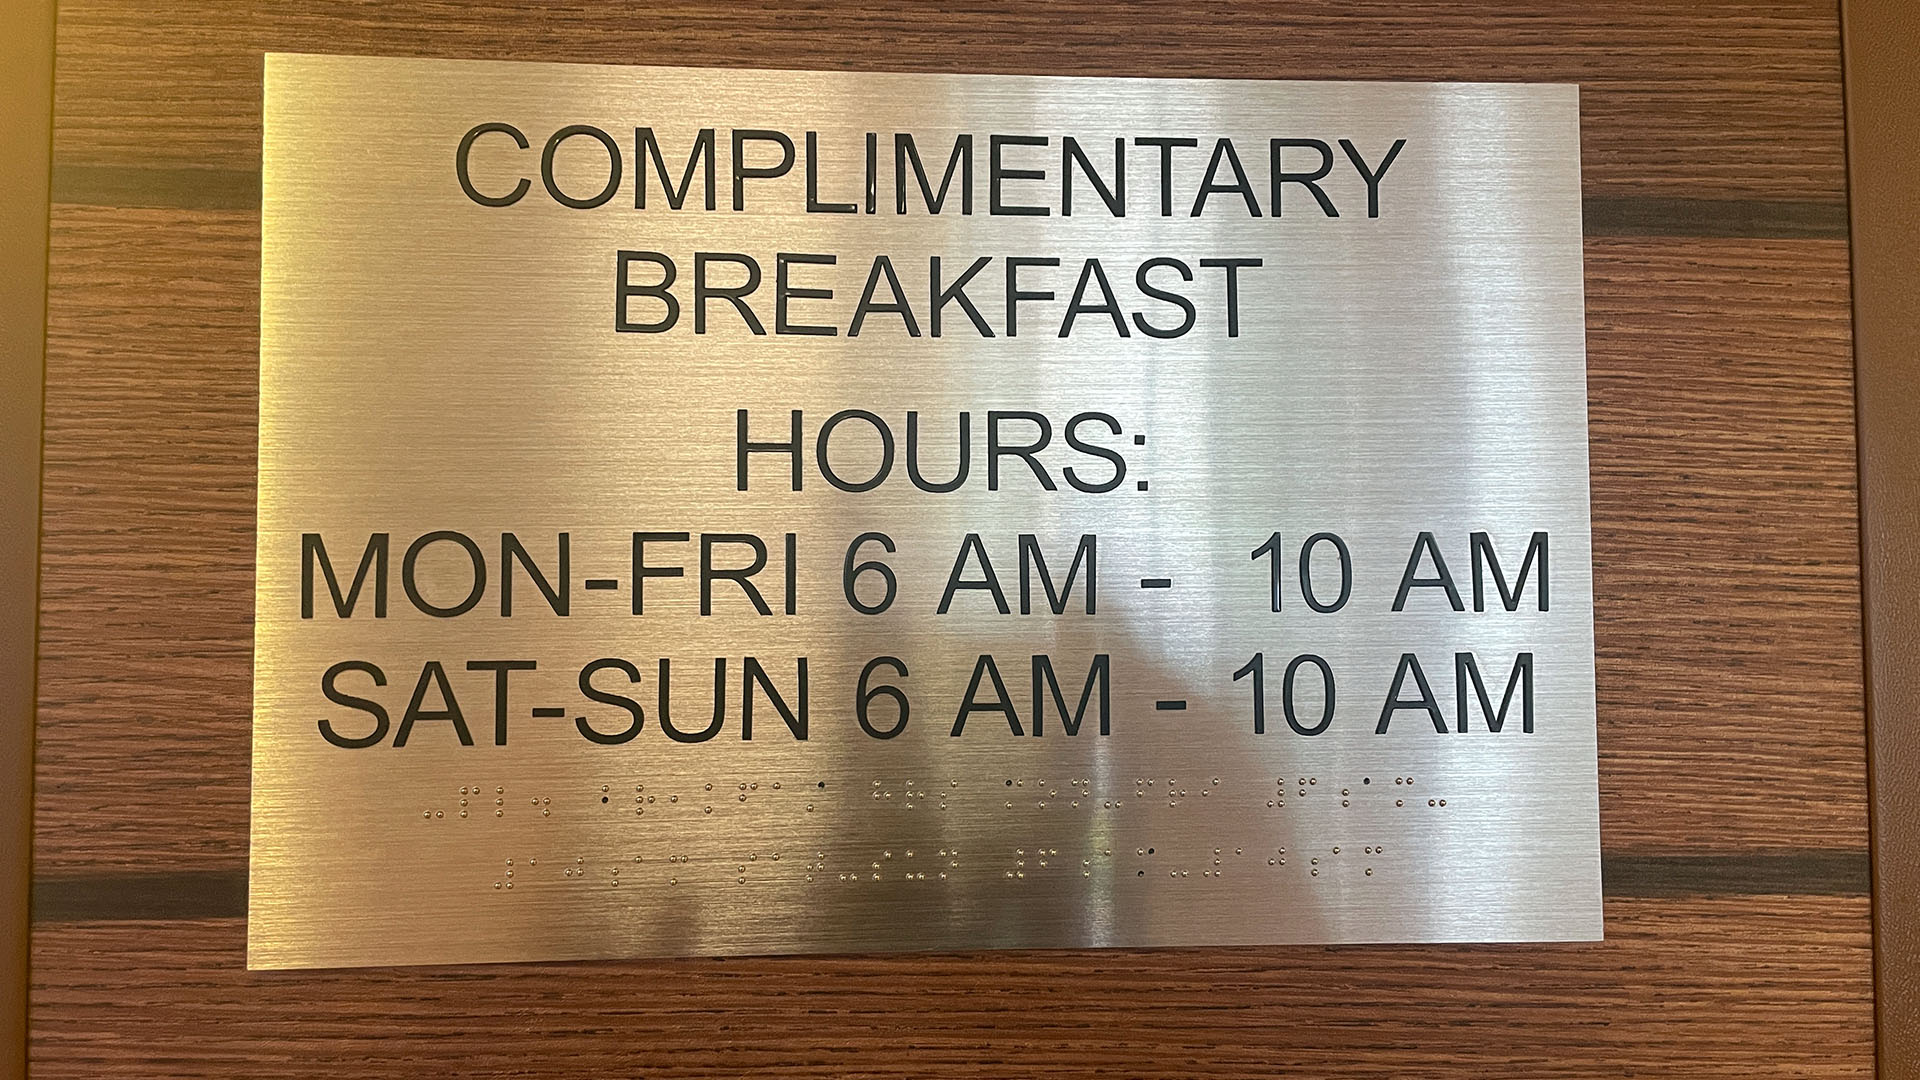 COMPLIMENTARY
BREAKFAST
HOURS:
MON-FRI 6 AM - 10 AM
SAT-SUN 6 AM - 10 AM